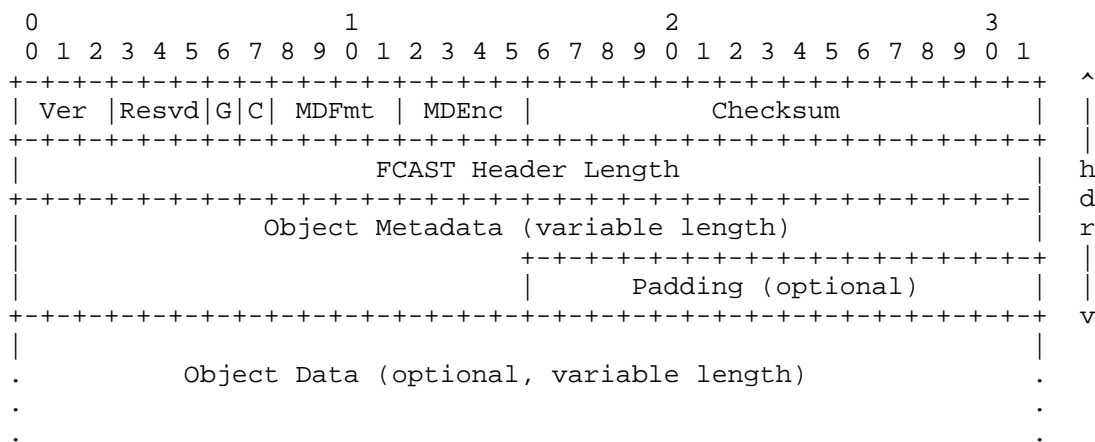 0                   1                   2                   3
 0 1 2 3 4 5 6 7 8 9 0 1 2 3 4 5 6 7 8 9 0 1 2 3 4 5 6 7 8 9 0 1
+-+-+-+-+-+-+-+-+-+-+-+-+-+-+-+-+-+-+-+-+-+-+-+-+-+-+-+-+-+-+-+-+  ^
| Ver |Resvd|G|C| MDFmt | MDEnc |           Checksum            |  |
+-+-+-+-+-+-+-+-+-+-+-+-+-+-+-+-+-+-+-+-+-+-+-+-+-+-+-+-+-+-+-+-+  |
|                      FCAST Header Length                      |  h
+-+-+-+-+-+-+-+-+-+-+-+-+-+-+-+-+-+-+-+-+-+-+-+-+-+-+-+-+-+-+-+-|  d
|               Object Metadata (variable length)               |  r
|                               +-+-+-+-+-+-+-+-+-+-+-+-+-+-+-+-+  |
|                               |      Padding (optional)       |  |
+-+-+-+-+-+-+-+-+-+-+-+-+-+-+-+-+-+-+-+-+-+-+-+-+-+-+-+-+-+-+-+-+  v
|                                                               |
.          Object Data (optional, variable length)              .
.                                                               .
.                                                               .